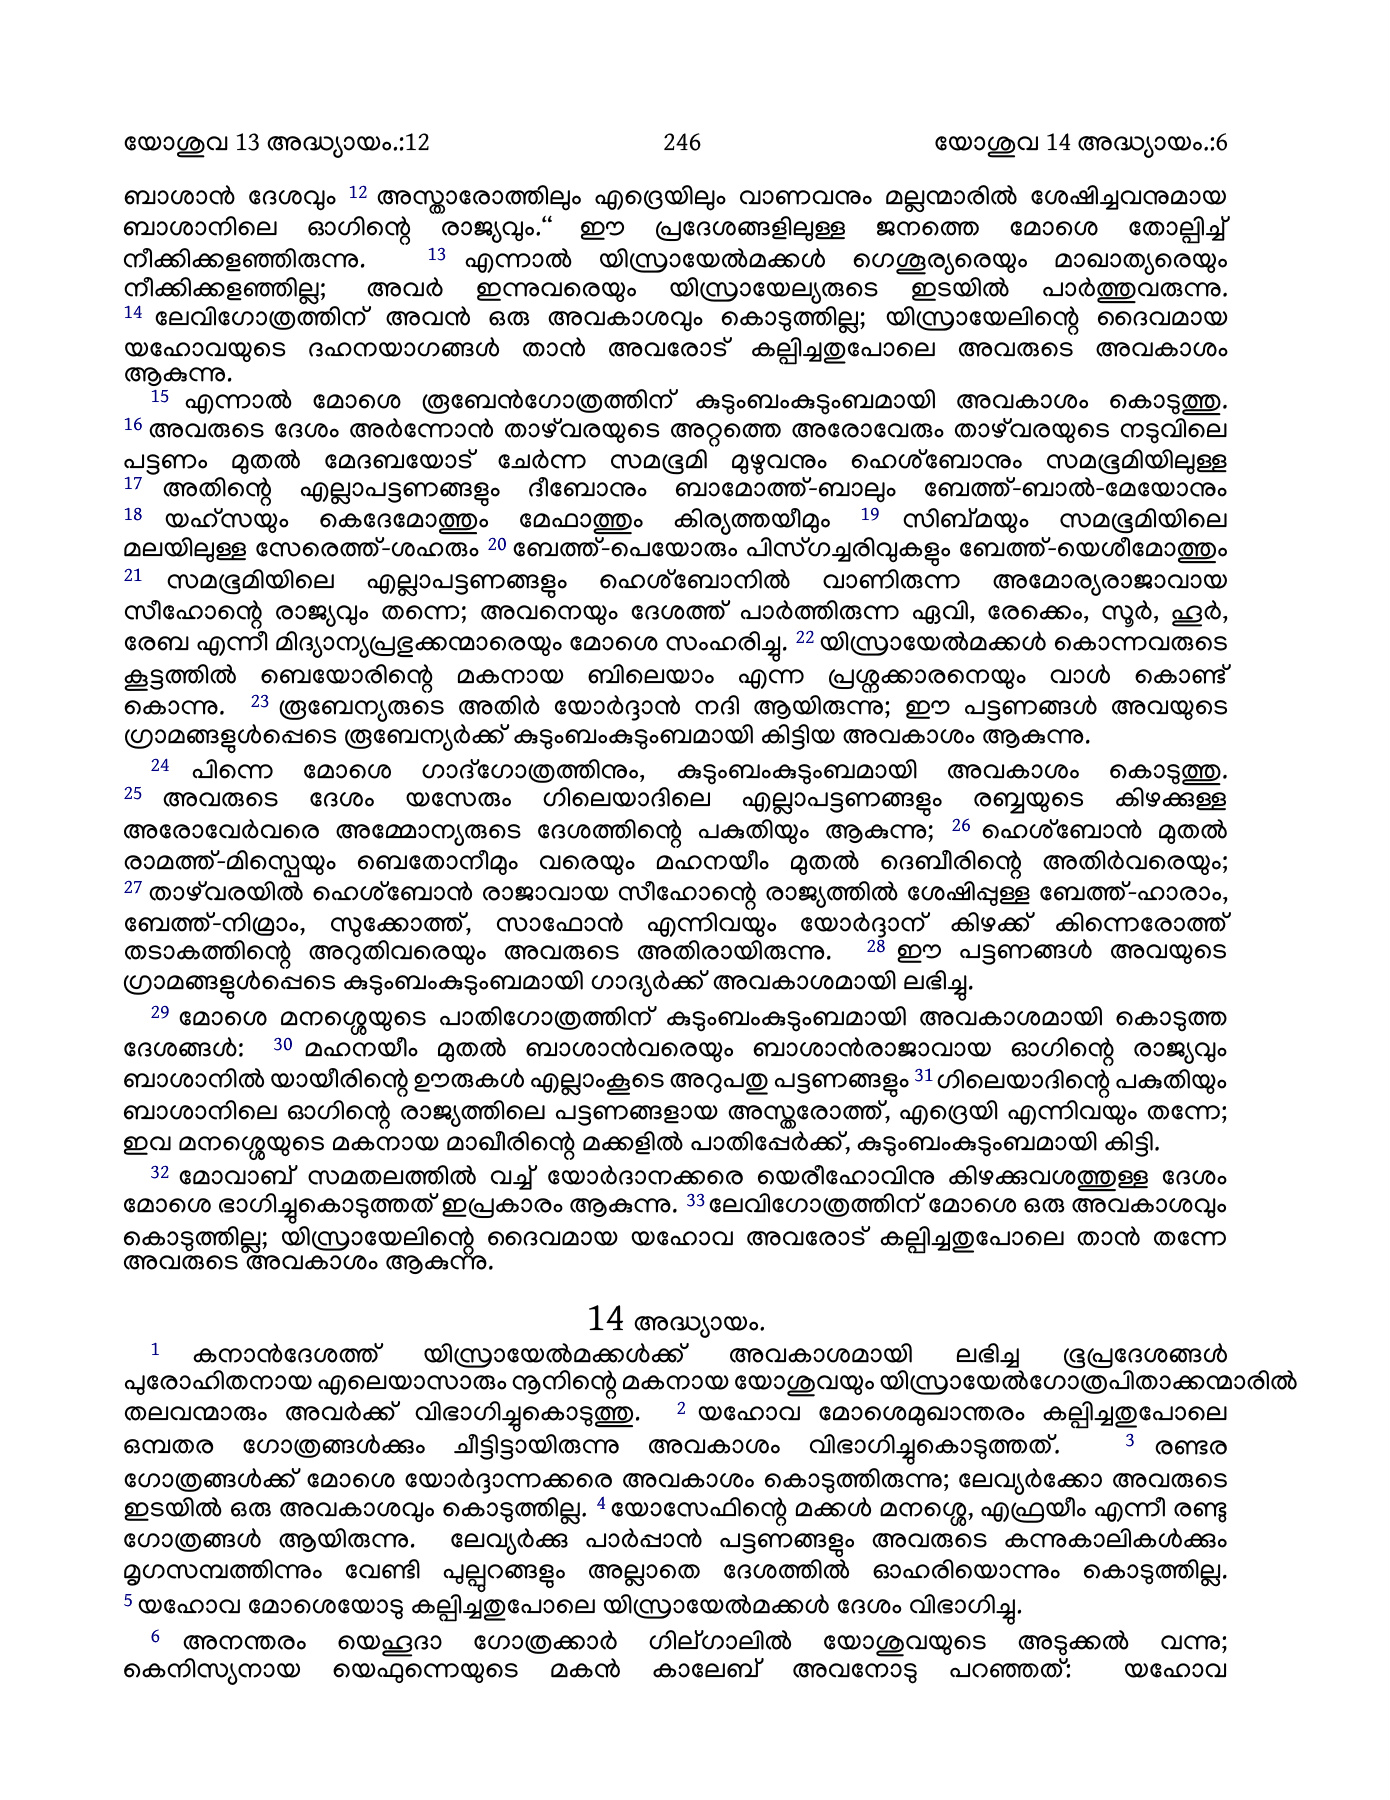 യോശുവ 13 അദ്ധ്യായം.:12 246 യോശുവ 14 അദ്ധ്യായം.:6
ബാശാൻ ദേശവും 12 അസ്താരോത്തിലും എദ്രെയിലും വാണവനും മല്ലന്മാരിൽ ശേഷിച്ചവനുമായ
ബാശാനിലെ ഓഗിന്റെ രാജ്യവും.“ ഈ പ്രദേശങ്ങളിലുള്ള ജനത്തെ മോശെ തോല്പിച്ച്
നീക്കിക്കളഞ്ഞിരുന്നു. 13 എന്നാൽ യിസ്രായേൽമക്കൾ ഗെശൂര്യരെയും മാഖാത്യരെയും
നീക്കിക്കളഞ്ഞില്ല; അവർ ഇന്നുവരെയും യിസ്രായേല്യരുടെ ഇടയിൽ പാർത്തുവരുന്നു.
14 ലേവിഗോത്രത്തിന് അവൻ ഒരു അവകാശവും കൊടുത്തില്ല; യിസ്രായേലിന്റെ ദൈവമായ
യഹോവയുടെ ദഹനയാഗങ്ങൾ താൻ അവരോട് കല്പിച്ചതുപോലെ അവരുടെ അവകാശം
ആകുന്നു.
15 എന്നാൽ മോശെ രൂബേൻഗോത്രത്തിന് കുടുംബംകുടുംബമായി അവകാശം കൊടുത്തു.
16 അവരുടെ ദേശം അർന്നോൻ താഴ്‌വരയുടെ അറ്റത്തെ അരോവേരും താഴ്‌വരയുടെ നടുവിലെ
പട്ടണം മുതൽ മേദബയോട് ചേർന്ന സമഭൂമി മുഴുവനും ഹെശ്ബോനും സമഭൂമിയിലുള്ള
17 അതിന്റെ എല്ലാപട്ടണങ്ങളും ദീബോനും ബാമോത്ത്-ബാലും ബേത്ത്-ബാൽ-മേയോനും
18 യഹ്സയും കെദേമോത്തും മേഫാത്തും കിര്യത്തയീമും 19 സിബ്മയും സമഭൂമിയിലെ
മലയിലുള്ള സേരെത്ത്-ശഹരും 20 ബേത്ത്-പെയോരും പിസ്ഗച്ചരിവുകളും ബേത്ത്-യെശീമോത്തും
21 സമഭൂമിയിലെ എല്ലാപട്ടണങ്ങളും ഹെശ്ബോനിൽ വാണിരുന്ന അമോര്യരാജാവായ
സീഹോന്റെ രാജ്യവും തന്നെ; അവനെയും ദേശത്ത് പാർത്തിരുന്ന ഏവി, രേക്കെം, സൂർ, ഹൂർ,
രേബ എന്നീ മിദ്യാന്യപ്രഭുക്കന്മാരെയും മോശെ സംഹരിച്ചു. 22 യിസ്രായേൽമക്കൾ കൊന്നവരുടെ
കൂട്ടത്തിൽ ബെയോരിന്റെ മകനായ ബിലെയാം എന്ന പ്രശ്നക്കാരനെയും വാൾ കൊണ്ട്
കൊന്നു. 23 രൂബേന്യരുടെ അതിർ യോർദ്ദാൻ നദി ആയിരുന്നു; ഈ പട്ടണങ്ങൾ അവയുടെ
ഗ്രാമങ്ങളുൾപ്പെടെ രൂബേന്യർക്ക് കുടുംബംകുടുംബമായി കിട്ടിയ അവകാശം ആകുന്നു.
24 പിന്നെ മോശെ ഗാദ്ഗോത്രത്തിനും, കുടുംബംകുടുംബമായി അവകാശം കൊടുത്തു.
25 അവരുടെ ദേശം യസേരും ഗിലെയാദിലെ എല്ലാപട്ടണങ്ങളും രബ്ബയുടെ കിഴക്കുള്ള
അരോവേർവരെ അമ്മോന്യരുടെ ദേശത്തിന്റെ പകുതിയും ആകുന്നു; 26 ഹെശ്ബോൻ മുതൽ
രാമത്ത്-മിസ്പെയും ബെതോനീമും വരെയും മഹനയീം മുതൽ ദെബീരിന്റെ അതിർവരെയും;
27 താഴ്‌വരയിൽ ഹെശ്ബോൻ രാജാവായ സീഹോന്റെ രാജ്യത്തിൽ ശേഷിപ്പുള്ള ബേത്ത്-ഹാരാം,
ബേത്ത്-നിമ്രാം, സുക്കോത്ത്, സാഫോൻ എന്നിവയും യോർദ്ദാന് കിഴക്ക് കിന്നെരോത്ത്
തടാകത്തിന്റെ അറുതിവരെയും അവരുടെ അതിരായിരുന്നു. 28 ഈ പട്ടണങ്ങൾ അവയുടെ
ഗ്രാമങ്ങളുൾപ്പെടെ കുടുംബംകുടുംബമായി ഗാദ്യർക്ക് അവകാശമായി ലഭിച്ചു.
29 മോശെ മനശ്ശെയുടെ പാതിഗോത്രത്തിന് കുടുംബംകുടുംബമായി അവകാശമായി കൊടുത്ത
ദേശങ്ങൾ: 30 മഹനയീം മുതൽ ബാശാൻവരെയും ബാശാൻരാജാവായ ഓഗിന്റെ രാജ്യവും
ബാശാനിൽ യായീരിന്റെ ഊരുകൾ എല്ലാംകൂടെ അറുപതു പട്ടണങ്ങളും 31 ഗിലെയാദിന്റെ പകുതിയും
ബാശാനിലെ ഓഗിന്റെ രാജ്യത്തിലെ പട്ടണങ്ങളായ അസ്തരോത്ത്, എദ്രെയി എന്നിവയും തന്നേ;
ഇവ മനശ്ശെയുടെ മകനായ മാഖീരിന്റെ മക്കളിൽ പാതിപ്പേർക്ക്, കുടുംബംകുടുംബമായി കിട്ടി.
32 മോവാബ് സമതലത്തിൽ വച്ച് യോർദാനക്കരെ യെരീഹോവിനു കിഴക്കുവശത്തുള്ള ദേശം
മോശെ ഭാഗിച്ചുകൊടുത്തത് ഇപ്രകാരം ആകുന്നു. 33 ലേവിഗോത്രത്തിന് മോശെ ഒരു അവകാശവും
കൊടുത്തില്ല; യിസ്രായേലിന്റെ ദൈവമായ യഹോവ അവരോട് കല്പിച്ചതുപോലെ താൻ തന്നേ
അവരുടെ അവകാശം ആകുന്നു.
14 അദ്ധ്യായം.
1 കനാൻദേശത്ത് യിസ്രായേൽമക്കൾക്ക് അവകാശമായി ലഭിച്ച ഭൂപ്രദേശങ്ങൾ
പുരോഹിതനായ എലെയാസാരും നൂനിന്റെ മകനായ യോശുവയും യിസ്രായേൽഗോത്രപിതാക്കന്മാരിൽ
തലവന്മാരും അവർക്ക് വിഭാഗിച്ചുകൊടുത്തു. 2 യഹോവ മോശെമുഖാന്തരം കല്പിച്ചതുപോലെ
ഒമ്പതര ഗോത്രങ്ങൾക്കും ചീട്ടിട്ടായിരുന്നു അവകാശം വിഭാഗിച്ചുകൊടുത്തത്. 3 രണ്ടര
ഗോത്രങ്ങൾക്ക് മോശെ യോർദ്ദാന്നക്കരെ അവകാശം കൊടുത്തിരുന്നു; ലേവ്യർക്കോ അവരുടെ
ഇടയിൽ ഒരു അവകാശവും കൊടുത്തില്ല. 4 യോസേഫിന്റെ മക്കൾ മനശ്ശെ, എഫ്രയീം എന്നീ രണ്ടു
ഗോത്രങ്ങൾ ആയിരുന്നു. ലേവ്യർക്കു പാർപ്പാൻ പട്ടണങ്ങളും അവരുടെ കന്നുകാലികൾക്കും
മൃഗസമ്പത്തിന്നും വേണ്ടി പുല്പുറങ്ങളും അല്ലാതെ ദേശത്തിൽ ഓഹരിയൊന്നും കൊടുത്തില്ല.
5 യഹോവ മോശെയോടു കല്പിച്ചതുപോലെ യിസ്രായേൽമക്കൾ ദേശം വിഭാഗിച്ചു.
6 അനന്തരം യെഹൂദാ ഗോത്രക്കാർ ഗില്ഗാലിൽ യോശുവയുടെ അടുക്കൽ വന്നു;
കെനിസ്യനായ യെഫുന്നെയുടെ മകൻ കാലേബ് അവനോടു പറഞ്ഞത്: യഹോവ